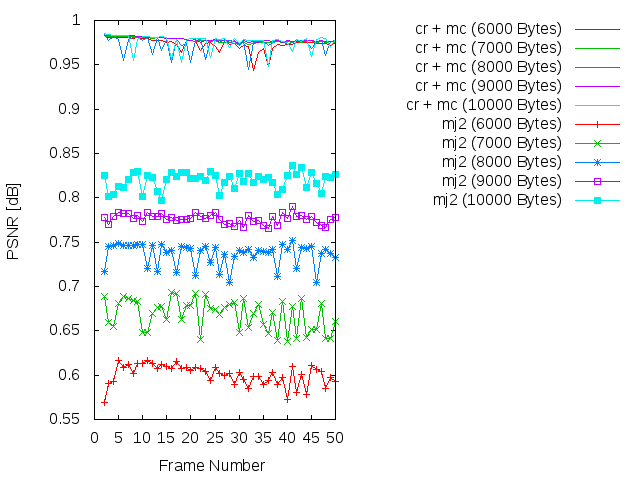 1
0.95
0.9
0.85
0.8
0.75
0.7
0.65
0.6
0.55
0 5 10 15 20 25 30 35 40 45 50
PSNR [dB]
Frame Number
cr + mc (6000 Bytes)
cr + mc (7000 Bytes)
cr + mc (8000 Bytes)
cr + mc (9000 Bytes)
cr + mc (10000 Bytes)
mj2 (6000 Bytes)
mj2 (7000 Bytes)
mj2 (8000 Bytes)
mj2 (9000 Bytes)
mj2 (10000 Bytes)